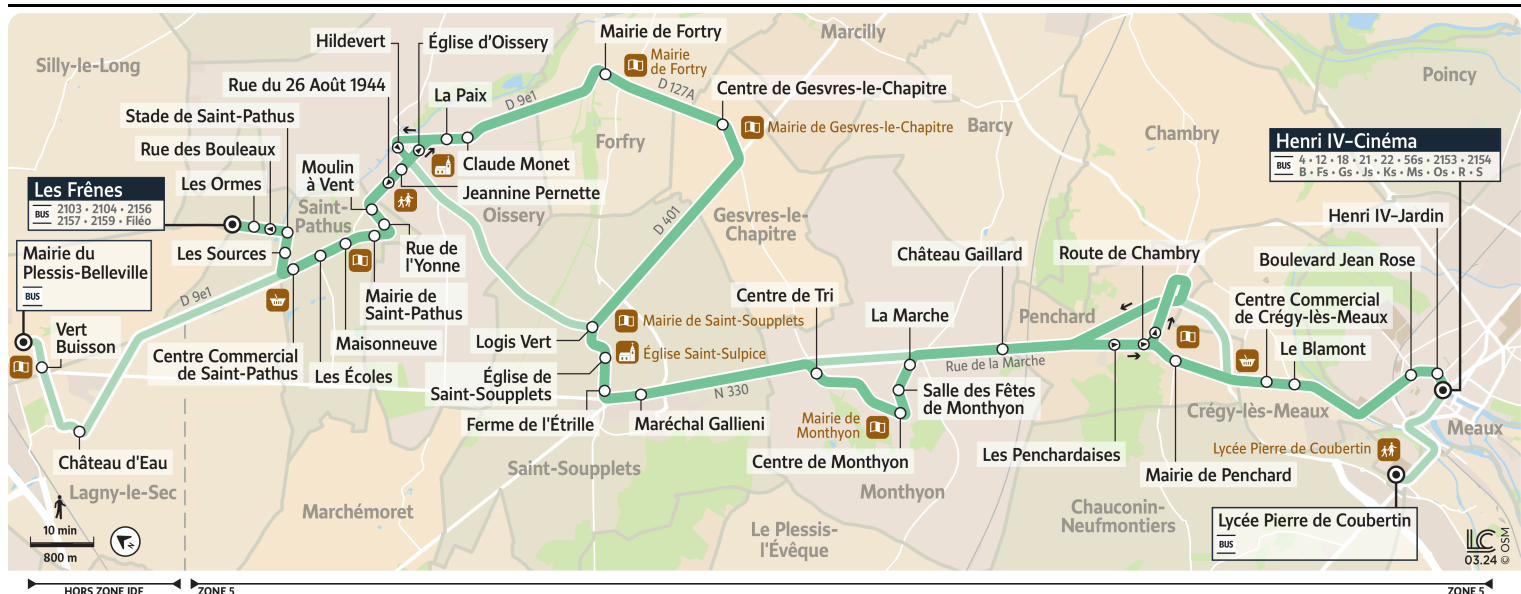 Silly-le-Long
Hildevert
Église d'Oissery
Mairie de Fortry
Mairie
de Fortry
Marcilly
Poincy
Rue du 26 Août 1944
La Paix
D 9e1
D 127A
Centre de Gesvres-le-Chapitre
Stade de Saint-Pathus
Forfry
Mairie de Gesvres-le-Chapitre
Barcy
Chambry
Henri IV–Cinéma
BUS
4 • 12 • 18 • 21 • 22 • 56s • 2153 • 2154
B • Fs • Gs • Js • Ks • Ms • Os • R • S
Rue des Bouleaux
Moulin
à Vent
Claude Monet
Les Ormes
Jeannine Pernette
Les Frênes
BUS
2103 • 2104 • 2156
2157 • 2159 • Filéo
Saint-
Pathus
Oissery
D 401
Gesvres-le-
Chapitre
Henri IV–Jardin
Mairie du
Plessis-Belleville
BUS
Les Sources
Rue de
l'Yonne
Château Gaillard
Route de Chambry
Boulevard Jean Rose
D 9e1
Mairie de
Saint-Pathus
Centre de Tri
Centre Commercial
de Crégy-lès-Meaux
Vert
Buisson
Maisonneuve
Logis Vert
Mairie de Saint-Soupplets
La Marche
Penchard
Le Blamont
Centre Commercial
de Saint-Pathus
Les Écoles
Église de
Saint-Soupplets
Église Saint-Sulpice
Rue de la Marche
N 330
Salle des Fêtes
de Monthyon
Crégy-lès-Meaux
Ferme de l'Étrille
Maréchal Gallieni
Mairie de
Monthyon
Meaux
Château d'Eau
Centre de Monthyon
Les Penchardaises
Lycée Pierre de Coubertin
Saint-Soupplets
Mairie de Penchard
Lagny-le-Sec
Marchémoret
Monthyon
Chauconin-
Neufmontiers
Lycée Pierre de Coubertin
BUS
10 min
800 m
Le Plessis-
l'Évêque
LC
03.24
© OSM
HORS ZONE IDF
ZONE 5
ZONE 5